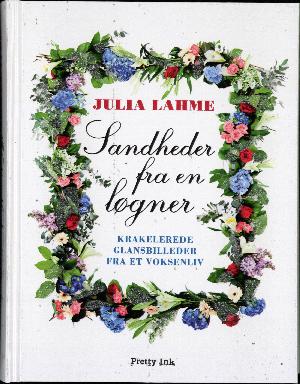 JULIA LAHME
Sandheder
fra en
løgner
KRAKELEREDE
GLANSBILLEDER
FRA ET VOKSENLIV
Pretty Ink